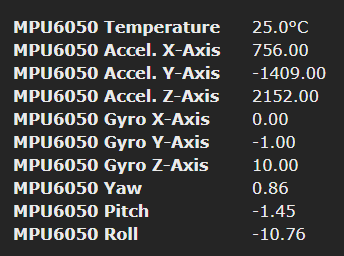 MPU6050 Temperature 25.0°C
MPU6050 Accel. X-Axis 756.00
MPU6050 Accel. Y-Axis -1409.00
MPU6050 Accel. Z-Axis 2152.00
MPU6050 Gyro X-Axis 0.00
MPU6050 Gyro Y-Axis -1.00
MPU6050 Gyro Z-Axis 10.00
MPU6050 Yaw 0.86
MPU6050 Pitch -1.45
MPU6050 Roll -10.76